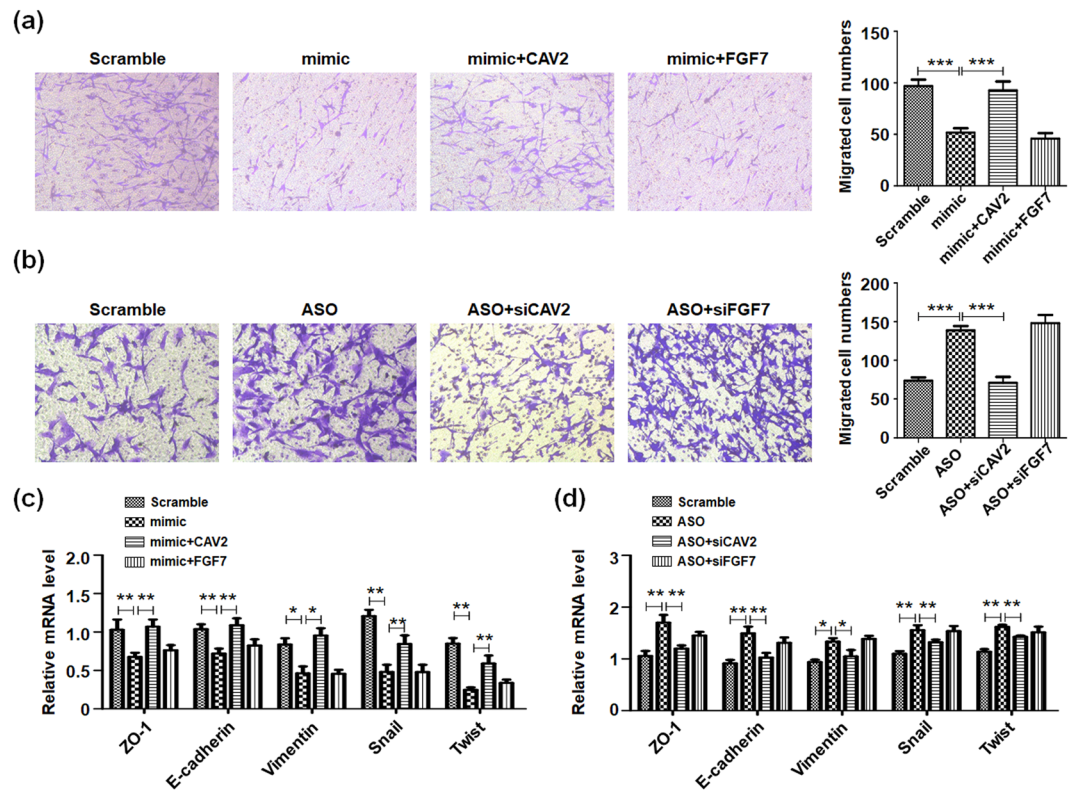 (a)
Scramble mimic mimic+CAV2 mimic+FGF7
Migrated cell numbers
150
100
50
0
*** ***
Scramble mimic mimic+CAV2 mimic+FGF7
(b)
Scramble ASO ASO+siCAV2 ASO+siFGF7
Migrated cell numbers
200
150
100
50
0
*** ***
Scramble ASO ASO+siCAV2 ASO+siFGF7
(c)
Scramble
mimic
mimic+CAV2
mimic+FGF7
Relative mRNA level
2.0
1.5
1.0
0.5
0
** ** ** ** * * ** ** ** **
ZO-1 E-cadherin Vimentin Snail Twist
(d)
Scramble
ASO
ASO+siCAV2
ASO+siFGF7
Relative mRNA level
3
2
1
0
** ** ** ** * * ** ** ** **
ZO-1 E-cadherin Vimentin Snail Twist